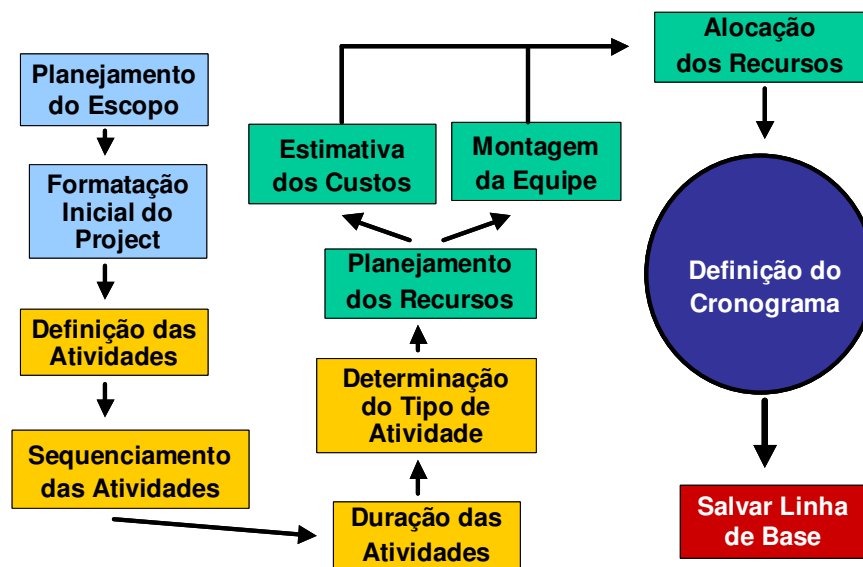 Planejamento
do Escopo
Formatação
Inicial do
Project
Definição das
Atividades
Sequenciamento
das Atividades
Duração das
Atividades
Determinação
do Tipo de
Atividade
Planejamento
dos Recursos
Estimativa
dos Custos
Montagem
da Equipe
Alocação
dos Recursos
Definição do
Cronograma
Salvar Linha
de Base